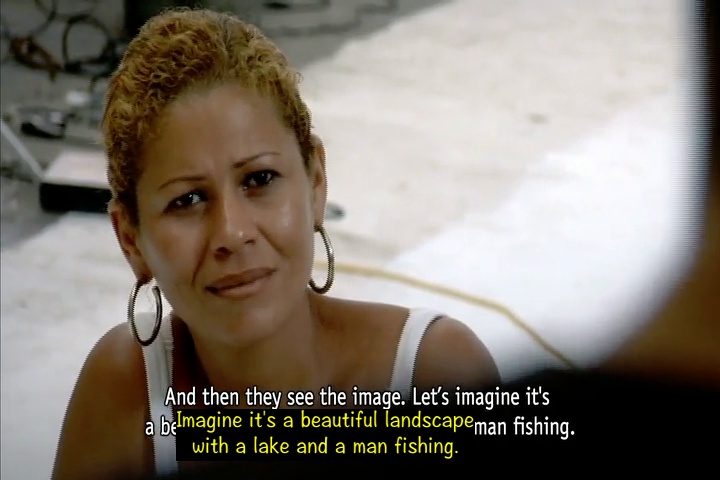 And then they see the image. Let's imagine it's
a be man fishing.
Imagine it's a beautiful landscape
with a lake and a man fishing.